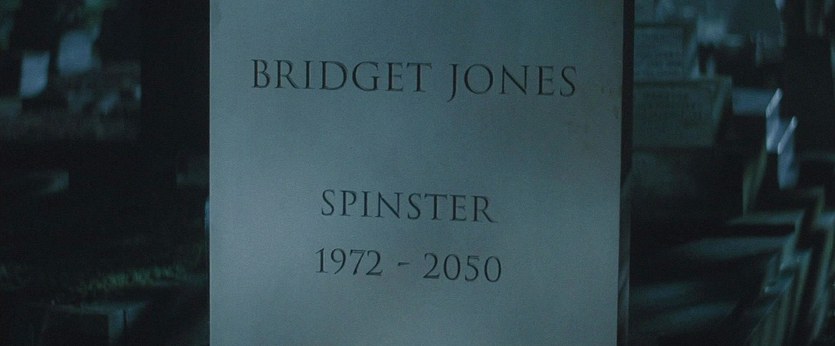 BRIDGET JONES
SPINSTER
1972 - 2050